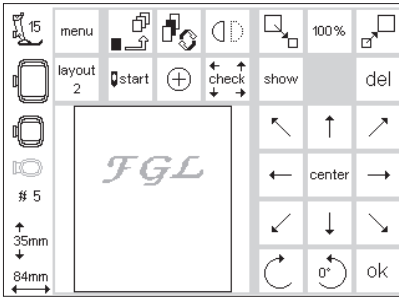 15
menu
100%
layout
2
start
check
show
del
FGL
center
# 5
35mm
84mm
0°
ok